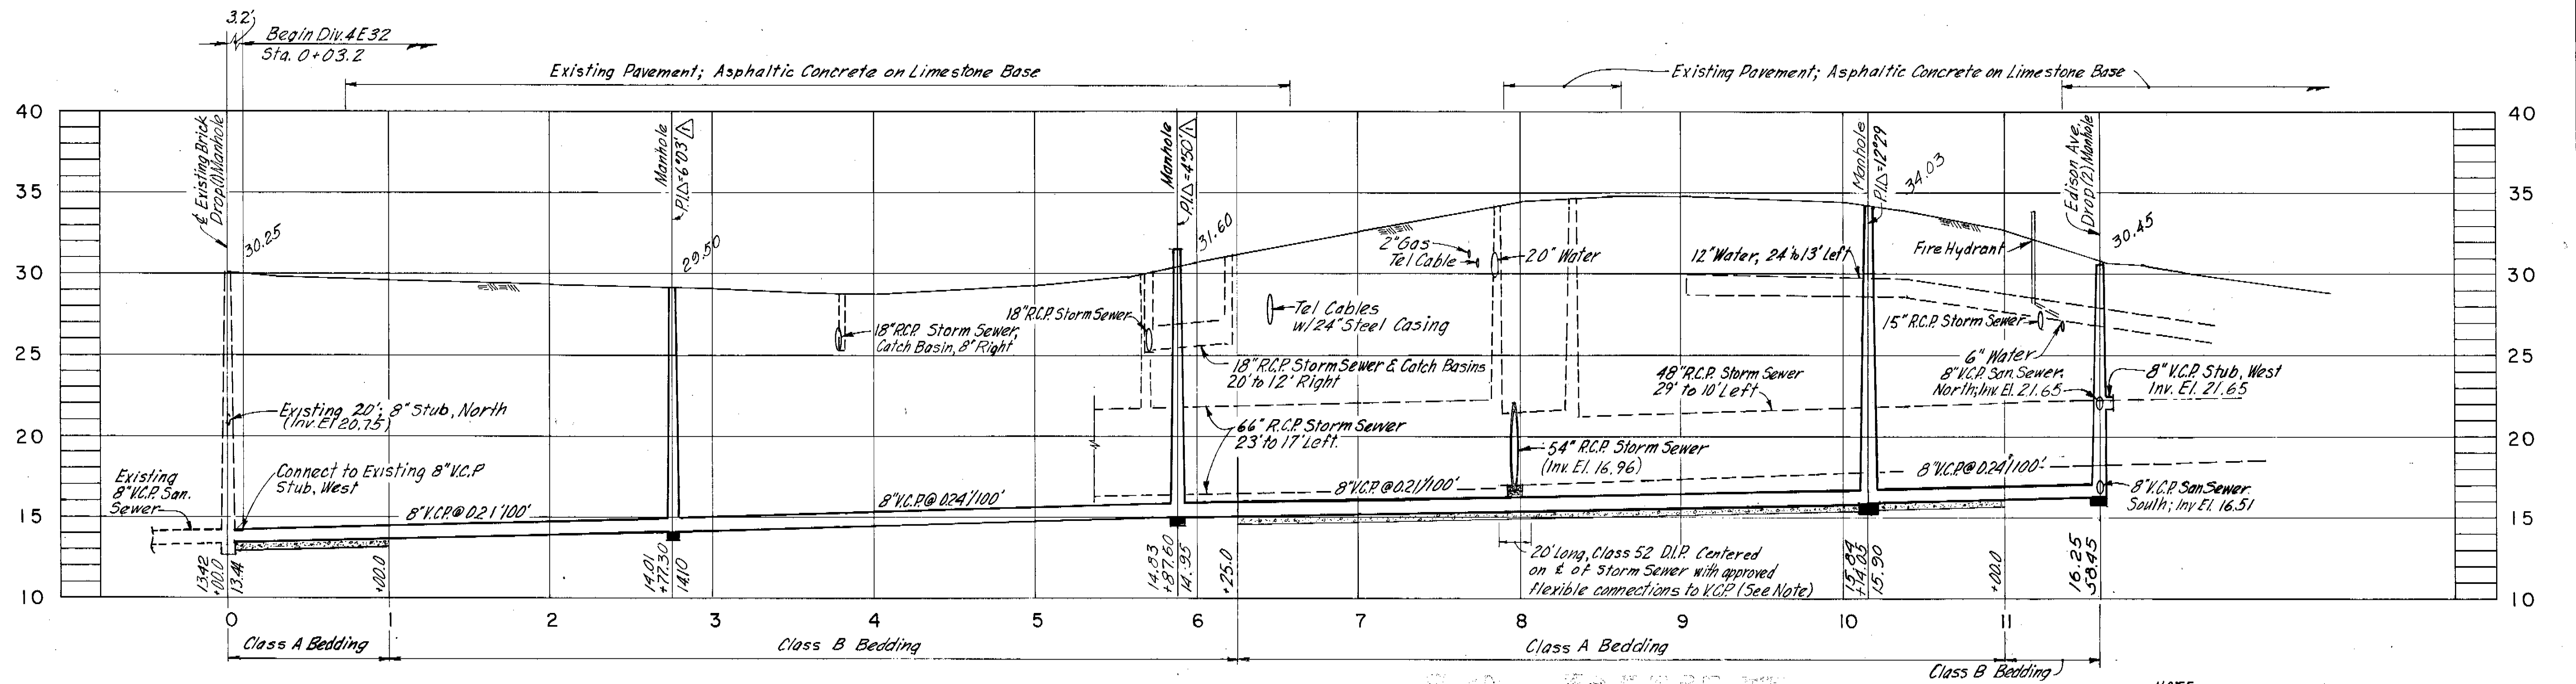 3.2'
Begin Div. 4E32
Sta. 0+03.2
Existing Pavement; Asphaltic Concrete on Limestone Base
Existing Pavement; Asphaltic Concrete on Limestone Base
40
35
30
25
20
15
10
40
35
30
25
20
15
10
℄ Existing Brick
Drop(1)Manhole
30.25
Manhole
P.I.Δ=6°03'
1
29.50
Manhole
P.I.Δ=4°50'
1
31.60
Manhole
P.I.Δ=12°29
34.03
Edison Ave.
Drop(2)Manhole
30.45
18"R.C.P. Storm Sewer,
Catch Basin, 8' Right
18"R.C.P. Storm Sewer
18"R.C.P. Storm Sewer & Catch Basins
20' to 12' Right
Tel Cables
w/24" Steel Casing
2"Gas
Tel Cable
20" Water
12"Water, 24' to 13' Left
Fire Hydrant
15"R.C.P. Storm Sewer
6" Water
8"V.C.P. San. Sewer,
North; Inv. El. 21.65
8"V.C.P. Stub, West
Inv. El. 21.65
48"R.C.P. Storm Sewer
29' to 10' Left
Existing 20'; 8" Stub, North
(Inv. El 20.75)
66" R.C.P. Storm Sewer
23' to 17' Left.
54" R.C.P. Storm Sewer
(Inv. El. 16.96)
Existing
8"V.C.P. San.
Sewer
Connect to Existing 8"V.C.P
Stub, West
8"V.C.P.@ 0.21'/100'
8"V.C.P.@ 0.24'/100'
8"V.C.P.@0.21/100'
8"V.C.P.@ 0.24'/100'
8"V.C.P. San Sewer
South; Inv El. 16.51
20' Long, Class 52 D.I.P. Centered
on ℄ of Storm Sewer with approved
flexible connections to V.C.P. (See Note)
13.42
+00.0
13.44
+00.0
14.01
+77.30
14.10
14.83
+87.60
14.95
+25.0
15.84
+14.05
15.90
+00.0
16.25
58.45
0 1 2 3 4 5 6 7 8 9 10 11
Class A Bedding
Class B Bedding
Class A Bedding
Class B Bedding